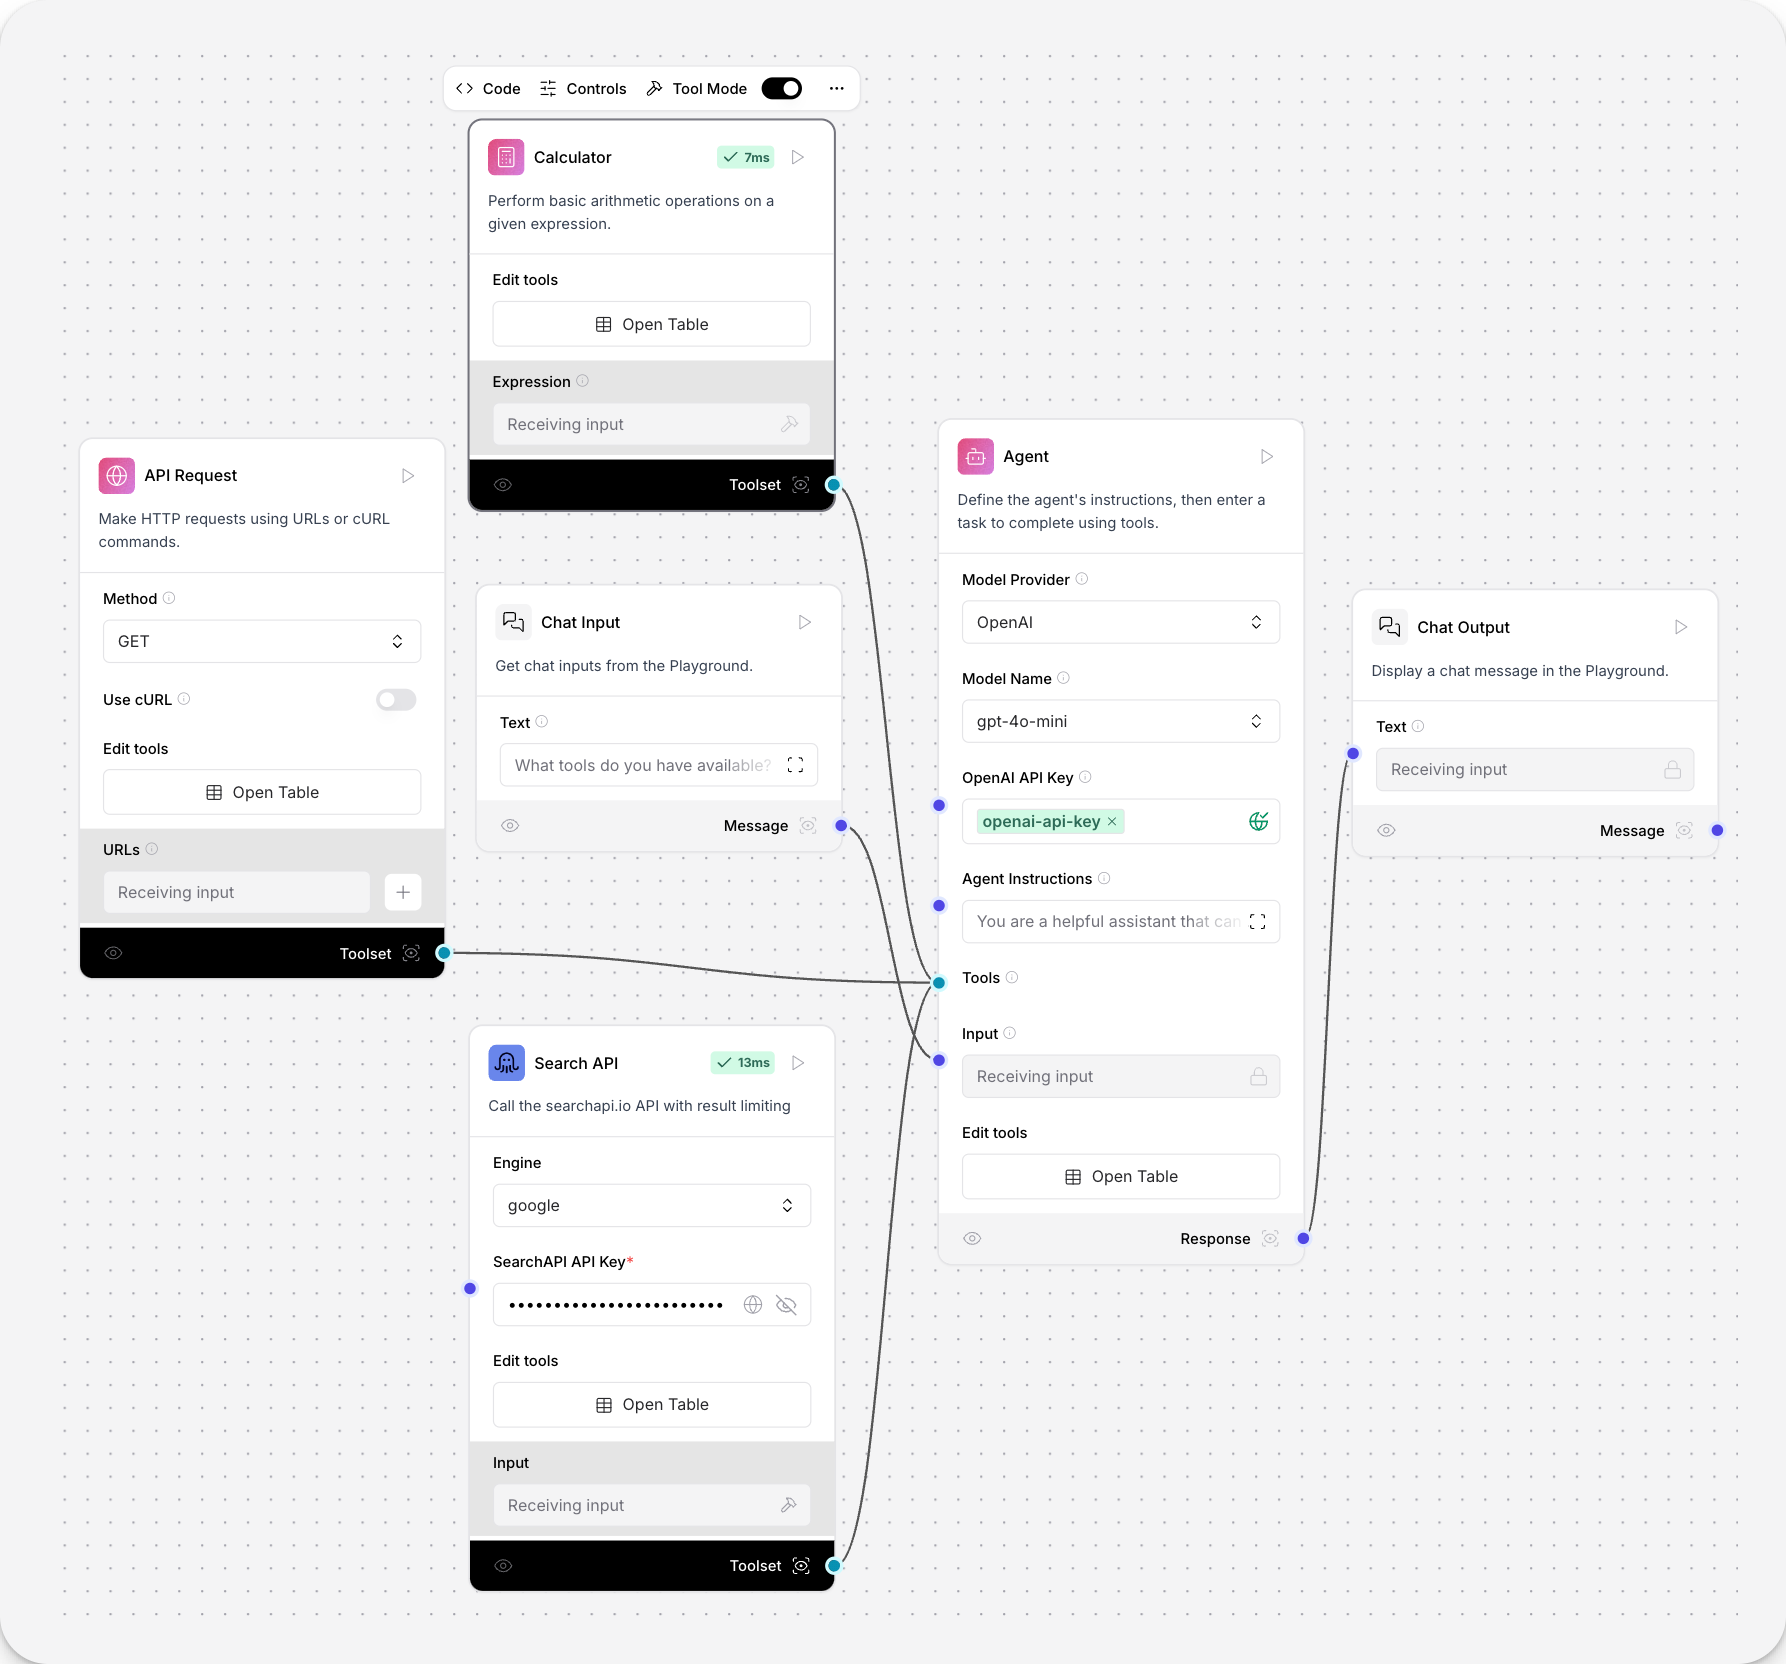 Code Controls Tool Mode
Calculator 7ms
Perform basic arithmetic operations on a
given expression.
Edit tools
Open Table
Expression
Receiving input
Toolset
API Request
Make HTTP requests using URLs or cURL
commands.
Method
GET
Use cURL
Edit tools
Open Table
URLs
Receiving input
Toolset
Chat Input
Get chat inputs from the Playground.
Text
What tools do you have available?
Message
Search API 13ms
Call the searchapi.io API with result limiting
Engine
google
SearchAPI API Key*
•••••••••••••••••••••••••
Edit tools
Open Table
Input
Receiving input
Toolset
Agent
Define the agent's instructions, then enter a
task to complete using tools.
Model Provider
OpenAI
Model Name
gpt-4o-mini
OpenAI API Key
openai-api-key ×
Agent Instructions
You are a helpful assistant that can
Tools
Input
Receiving input
Edit tools
Open Table
Response
Chat Output
Display a chat message in the Playground.
Text
Receiving input
Message